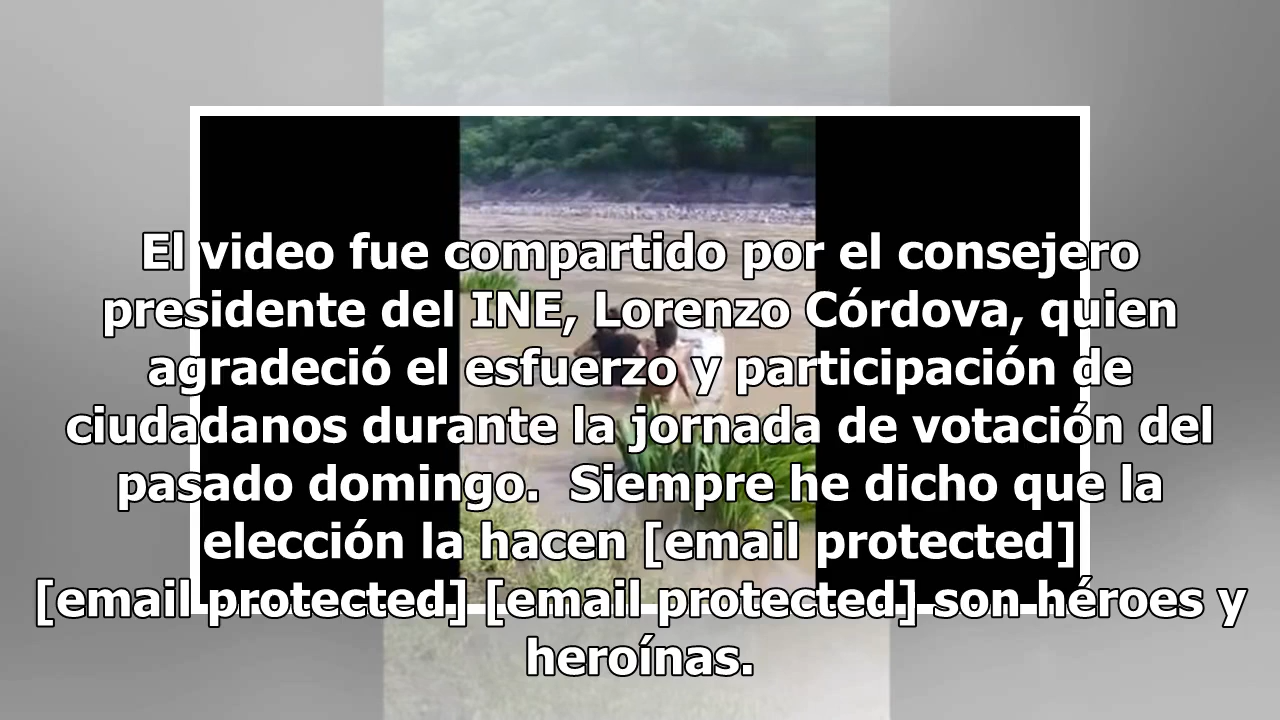 El video fue compartido por el consejero
presidente del INE, Lorenzo Córdova, quien
agradeció el esfuerzo y participación de
ciudadanos durante la jornada de votación del
pasado domingo.  Siempre he dicho que la
elección la hacen [email protected]
[email protected] [email protected] son héroes y
heroínas.